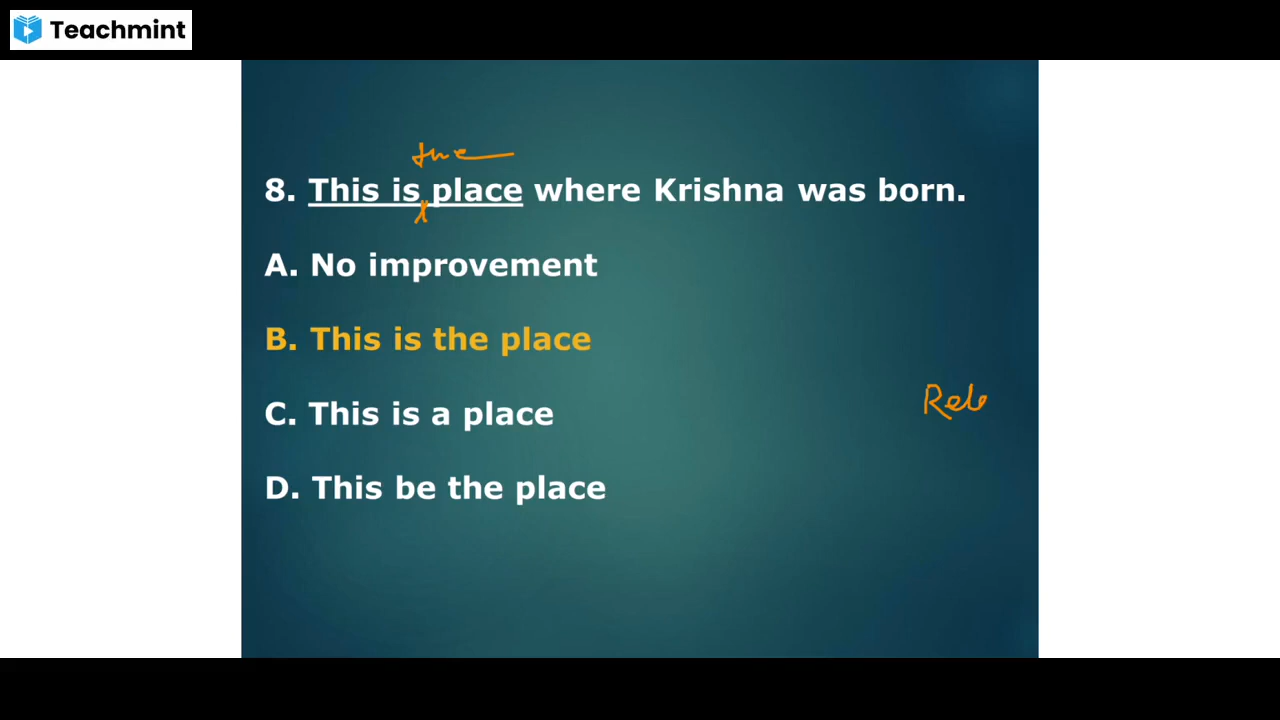 Teachmint
the
8. This is place where Krishna was born.
A. No improvement
B. This is the place
C. This is a place
Rel
D. This be the place